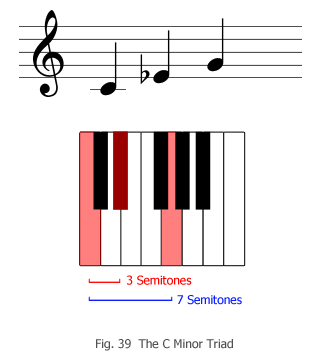 3 Semitones
7 Semitones
Fig. 39 The C Minor Triad